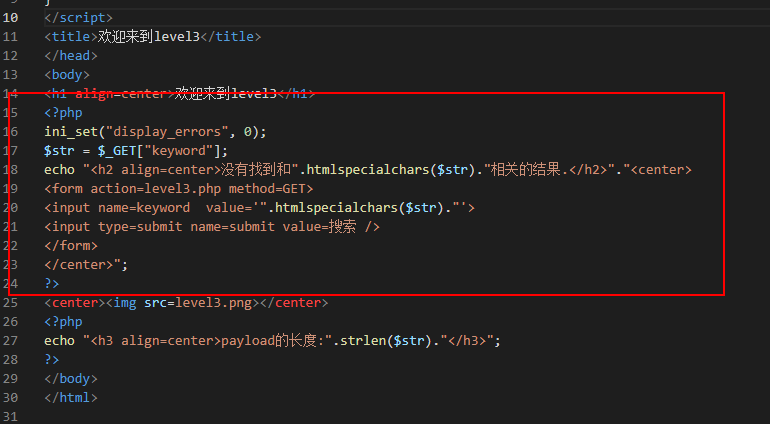 }
10 </script>
11 <title>欢迎来到level3</title>
12 </head>
13 <body>
14 <h1 align=center>欢迎来到level3</h1>
15 <?php
16 ini_set("display_errors", 0);
17 $str = $_GET["keyword"];
18 echo "<h2 align=center>没有找到和".htmlspecialchars($str)."相关的结果.</h2>"."<center>
19 <form action=level3.php method=GET>
20 <input name=keyword  value='".htmlspecialchars($str)."'>
21 <input type=submit name=submit value=搜索 />
22 </form>
23 </center>";
24 ?>
25 <center><img src=level3.png></center>
26 <?php
27 echo "<h3 align=center>payload的长度:".strlen($str)."</h3>";
28 ?>
29 </body>
30 </html>
31